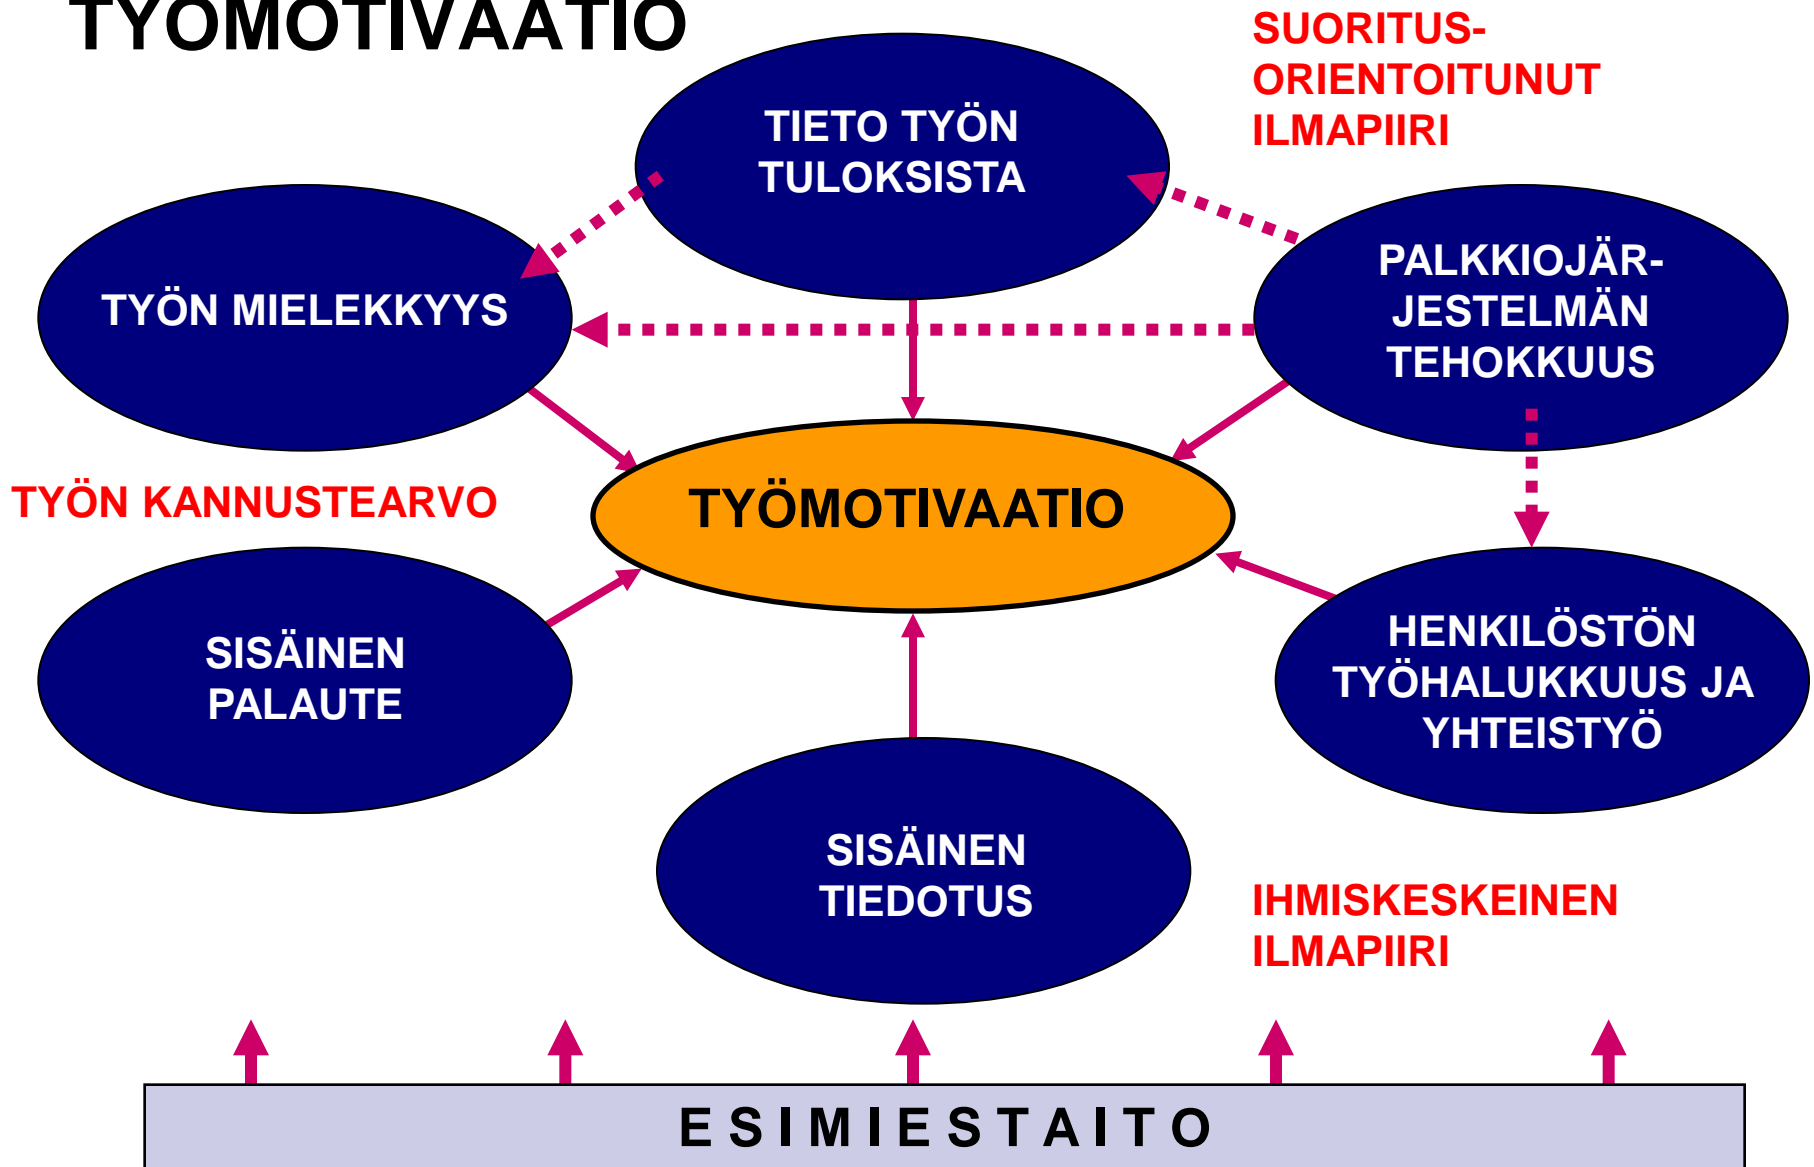 TYÖMOTIVAATIO
SUORITUS-
ORIENTOITUNUT
ILMAPIIRI
TIETO TYÖN
TULOKSISTA
TYÖN MIELEKKYYS
PALKKIOJÄR-
JESTELMÄN
TEHOKKUUS
TYÖMOTIVAATIO
TYÖN KANNUSTEARVO
SISÄINEN
PALAUTE
HENKILÖSTÖN
TYÖHALUKKUUS JA
YHTEISTYÖ
SISÄINEN
TIEDOTUS
IHMISKESKEINEN
ILMAPIIRI
E S I M I E S T A I T O